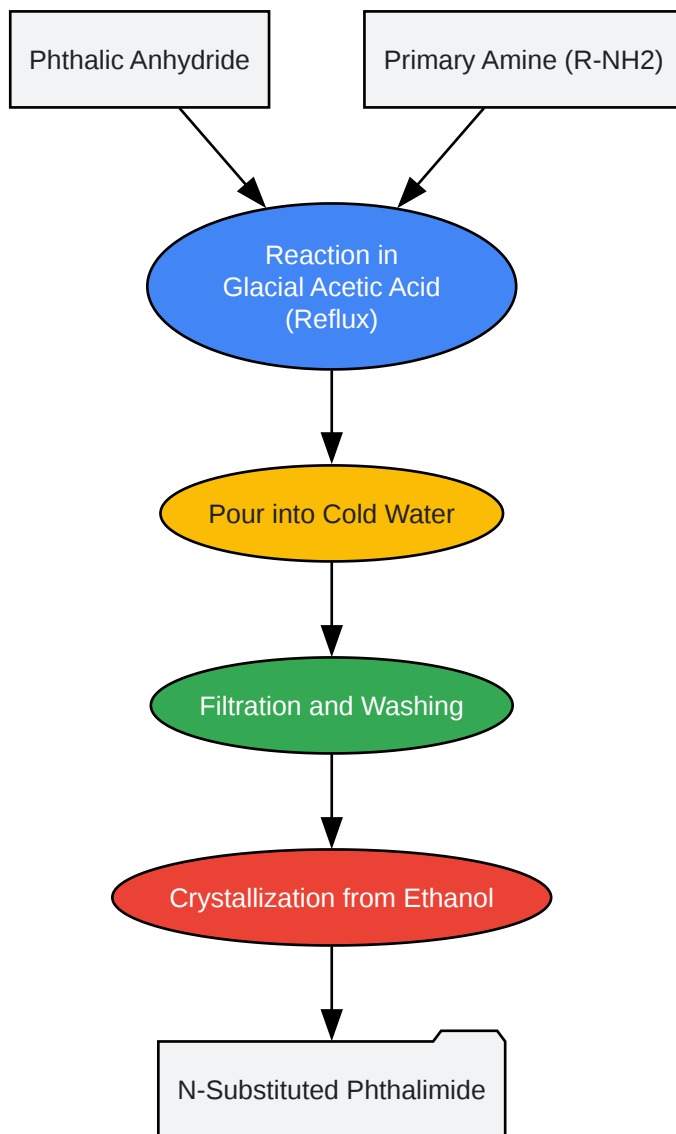 Phthalic Anhydride
Primary Amine (R-NH2)
Reaction in
Glacial Acetic Acid
(Reflux)
Pour into Cold Water
Filtration and Washing
Crystallization from Ethanol
N-Substituted Phthalimide